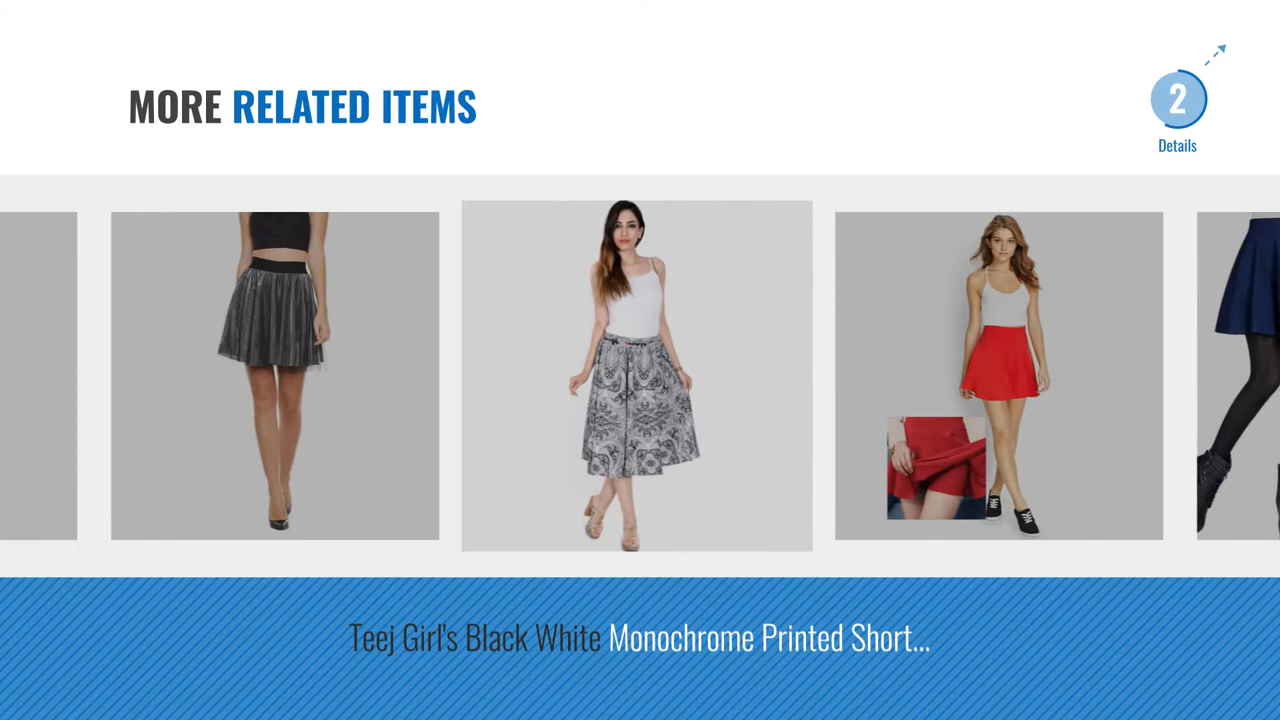 MORE RELATED ITEMS
2
Details
Teej Girl's Black White Monochrome Printed Short...